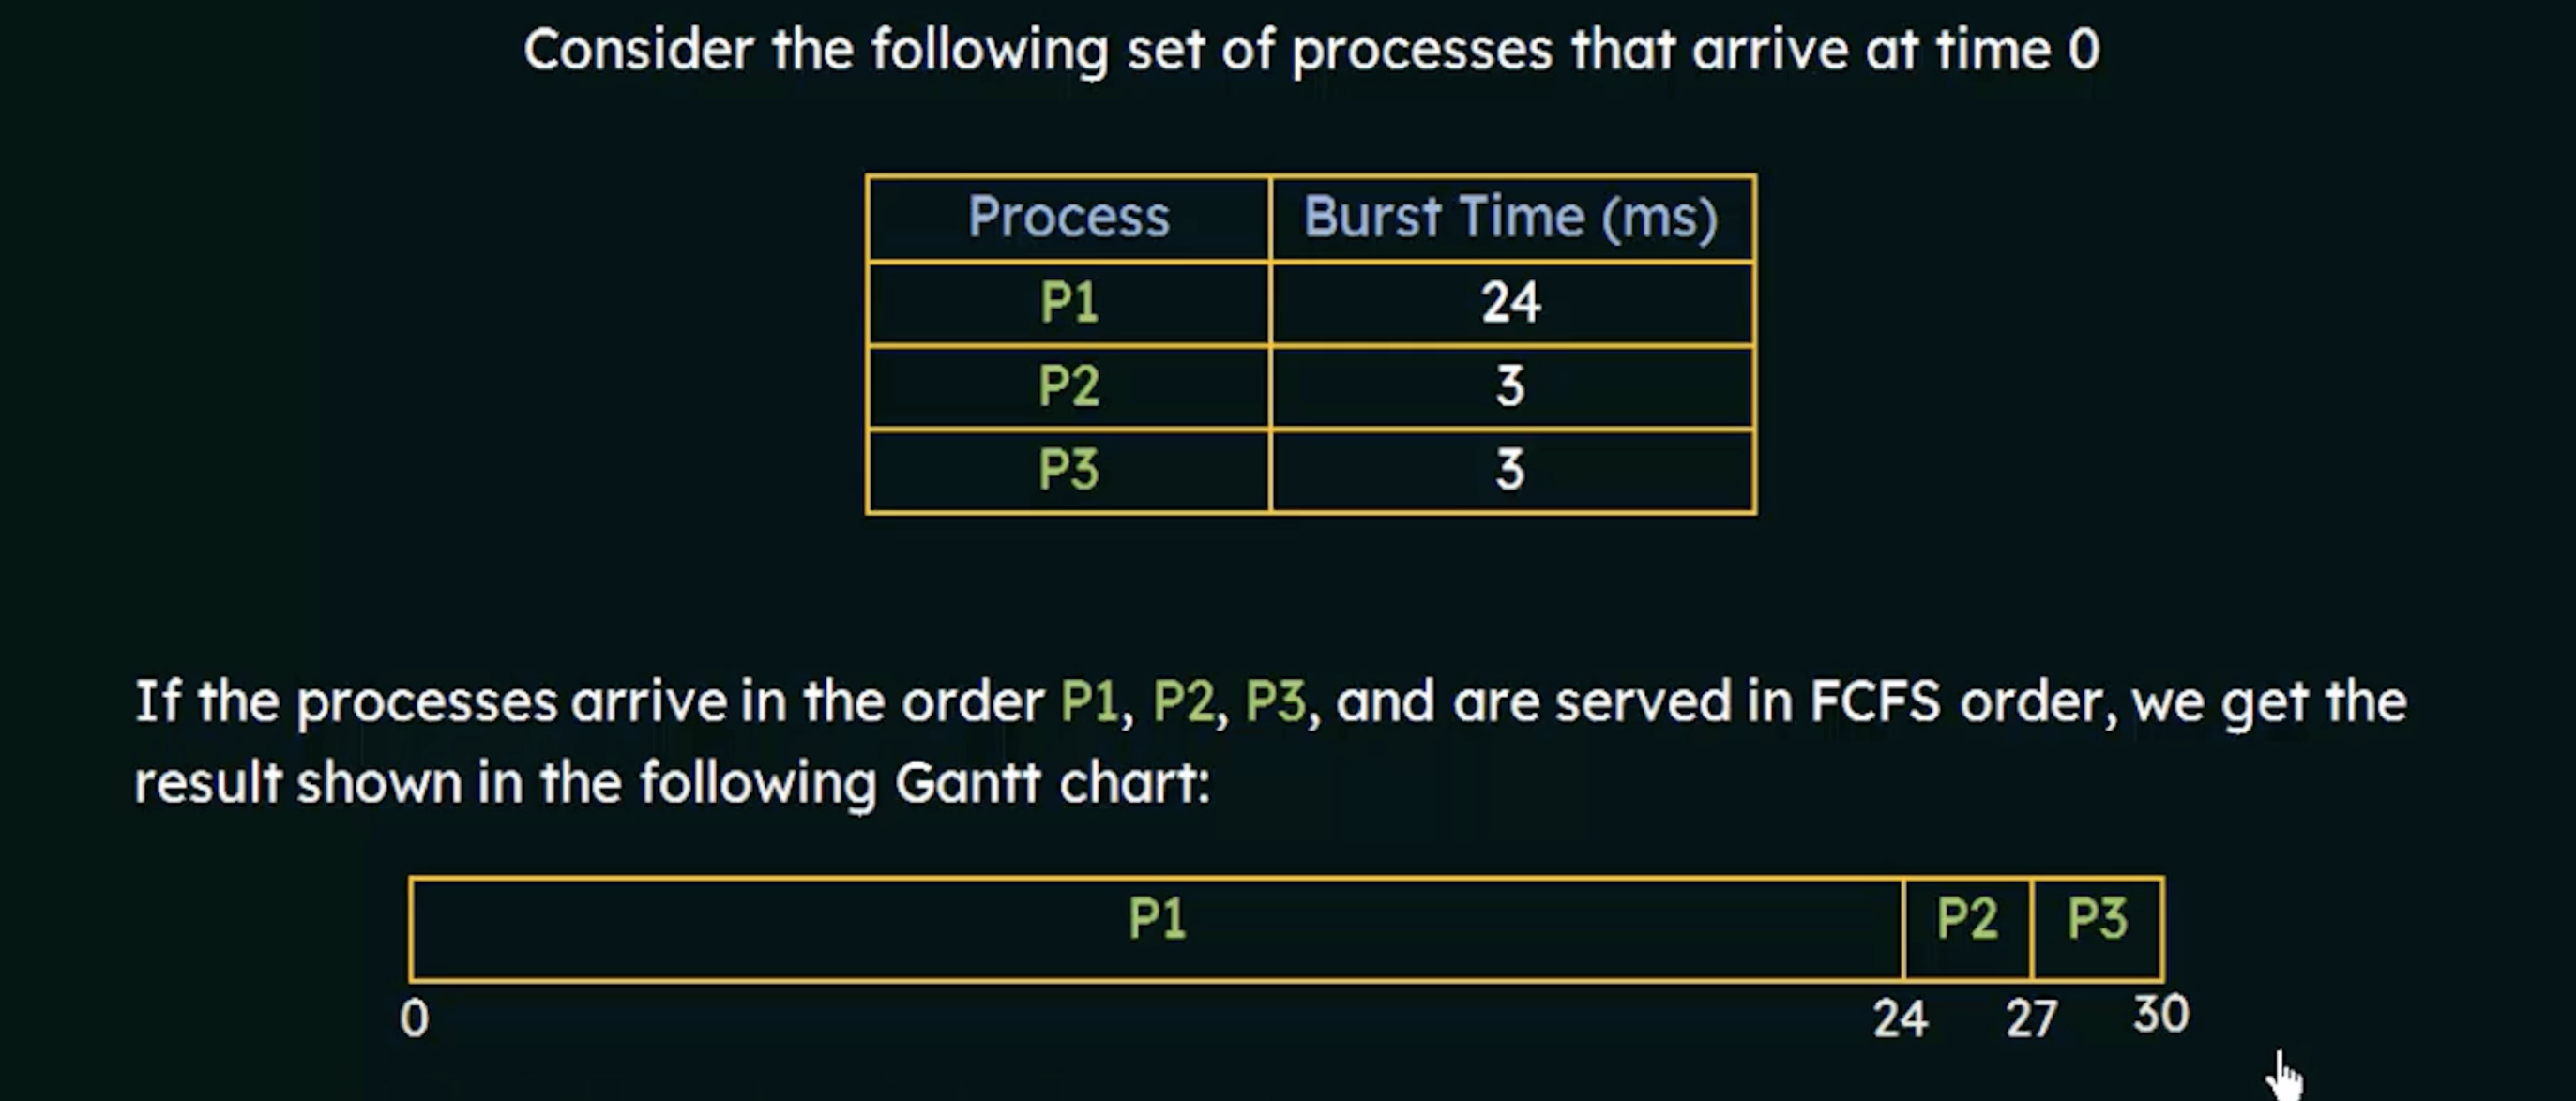 Consider the following set of processes that arrive at time 0
Process Burst Time (ms)
P1 24
P2 3
P3 3
If the processes arrive in the order P1, P2, P3, and are served in FCFS order, we get the
result shown in the following Gantt chart:
P1 P2 P3
0 24 27 30